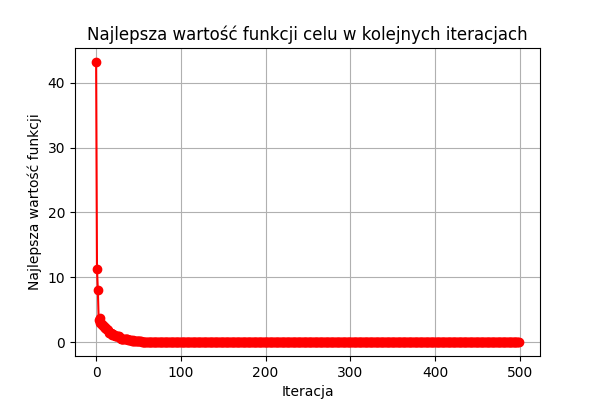 Najlepsza wartość funkcji celu w kolejnych iteracjach
Najlepsza wartość funkcji
40
30
20
10
0
0 100 200 300 400 500
Iteracja